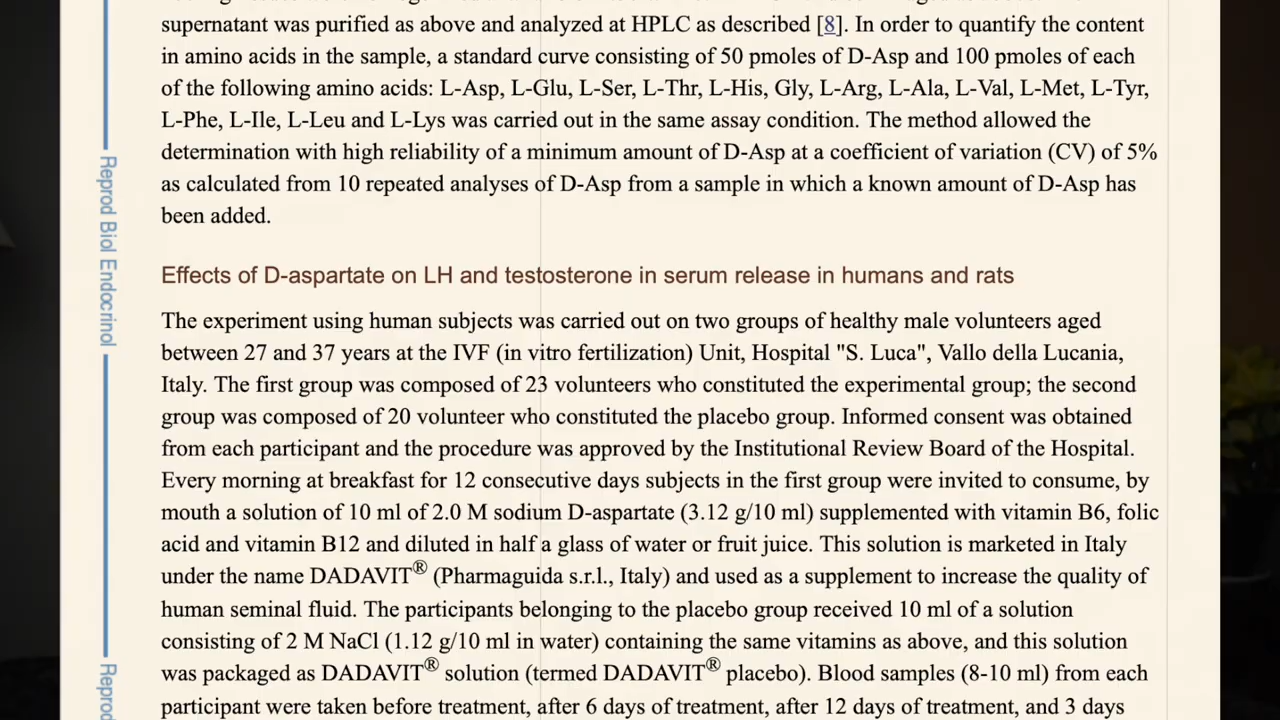 supernatant was purified as above and analyzed at HPLC as described [8]. In order to quantify the content
in amino acids in the sample, a standard curve consisting of 50 pmoles of D-Asp and 100 pmoles of each
of the following amino acids: L-Asp, L-Glu, L-Ser, L-Thr, L-His, Gly, L-Arg, L-Ala, L-Val, L-Met, L-Tyr,
L-Phe, L-Ile, L-Leu and L-Lys was carried out in the same assay condition. The method allowed the
determination with high reliability of a minimum amount of D-Asp at a coefficient of variation (CV) of 5%
as calculated from 10 repeated analyses of D-Asp from a sample in which a known amount of D-Asp has
been added.
Effects of D-aspartate on LH and testosterone in serum release in humans and rats
The experiment using human subjects was carried out on two groups of healthy male volunteers aged
between 27 and 37 years at the IVF (in vitro fertilization) Unit, Hospital "S. Luca", Vallo della Lucania,
Italy. The first group was composed of 23 volunteers who constituted the experimental group; the second
group was composed of 20 volunteer who constituted the placebo group. Informed consent was obtained
from each participant and the procedure was approved by the Institutional Review Board of the Hospital.
Every morning at breakfast for 12 consecutive days subjects in the first group were invited to consume, by
mouth a solution of 10 ml of 2.0 M sodium D-aspartate (3.12 g/10 ml) supplemented with vitamin B6, folic
acid and vitamin B12 and diluted in half a glass of water or fruit juice. This solution is marketed in Italy
under the name DADAVIT® (Pharmaguida s.r.l., Italy) and used as a supplement to increase the quality of
human seminal fluid. The participants belonging to the placebo group received 10 ml of a solution
consisting of 2 M NaCl (1.12 g/10 ml in water) containing the same vitamins as above, and this solution
was packaged as DADAVIT® solution (termed DADAVIT® placebo). Blood samples (8-10 ml) from each
participant were taken before treatment, after 6 days of treatment, after 12 days of treatment, and 3 days
Reprod Biol Endocrinol
Reprod